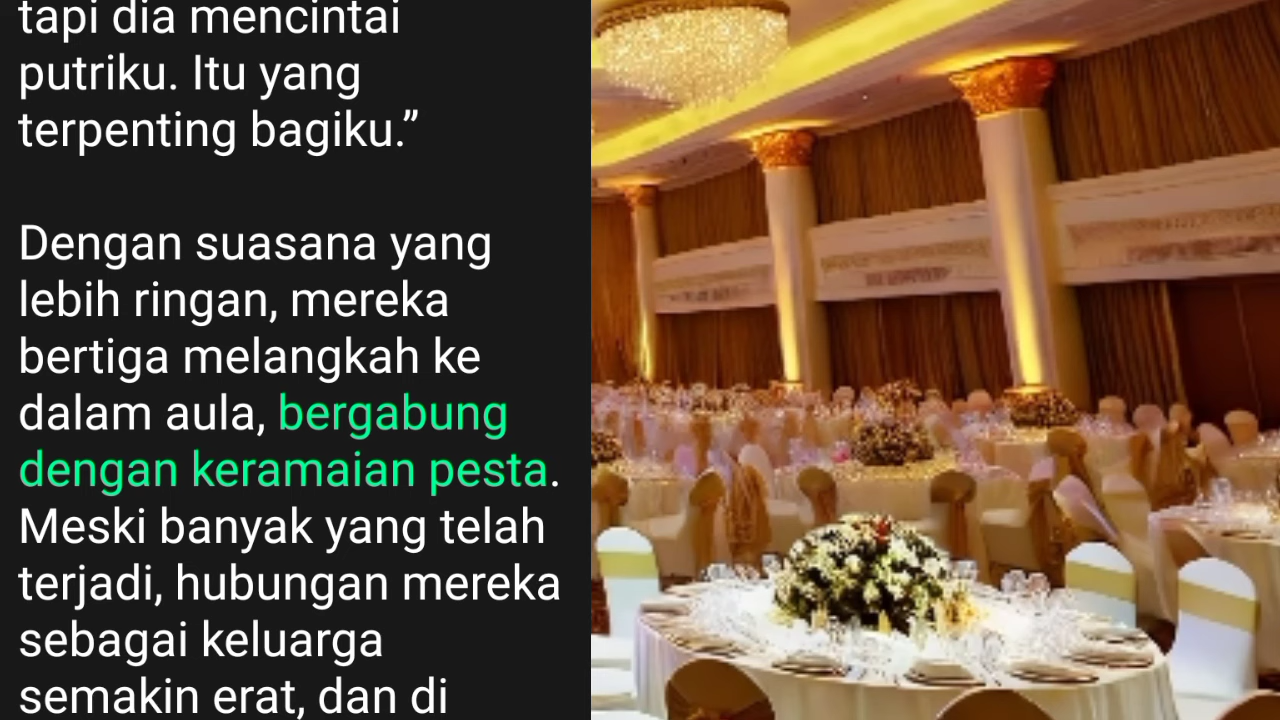 tapi dia mencintai
putriku. Itu yang
terpenting bagiku.”
Dengan suasana yang
lebih ringan, mereka
bertiga melangkah ke
dalam aula, bergabung
dengan keramaian pesta.
Meski banyak yang telah
terjadi, hubungan mereka
sebagai keluarga
semakin erat, dan di